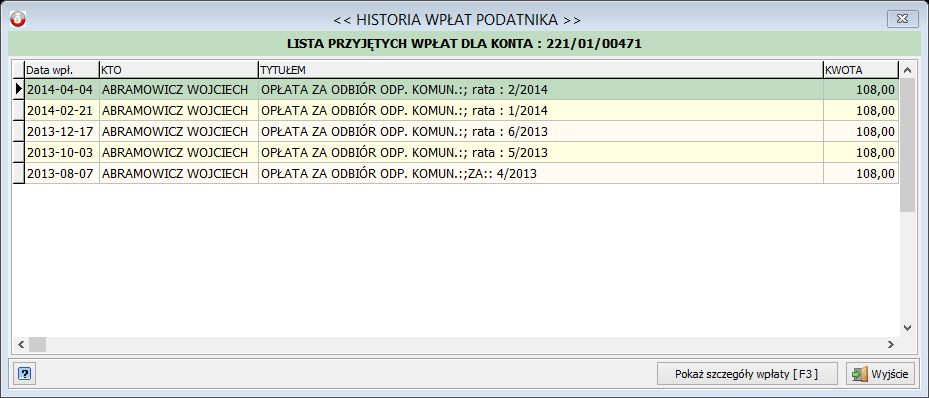 << HISTORIA WPŁAT PODATNIKA >>
LISTA PRZYJĘTYCH WPŁAT DLA KONTA : 221/01/00471
Data wpł. KTO TYTUŁEM KWOTA
2014-04-04 ABRAMOWICZ WOJCIECH OPŁATA ZA ODBIÓR ODP. KOMUN.:; rata : 2/2014 108,00
2014-02-21 ABRAMOWICZ WOJCIECH OPŁATA ZA ODBIÓR ODP. KOMUN.:; rata : 1/2014 108,00
2013-12-17 ABRAMOWICZ WOJCIECH OPŁATA ZA ODBIÓR ODP. KOMUN.:; rata : 6/2013 108,00
2013-10-03 ABRAMOWICZ WOJCIECH OPŁATA ZA ODBIÓR ODP. KOMUN.:; rata : 5/2013 108,00
2013-08-07 ABRAMOWICZ WOJCIECH OPŁATA ZA ODBIÓR ODP. KOMUN.:;ZA:: 4/2013 108,00
? Pokaż szczegóły wpłaty [ F3 ] Wyjście